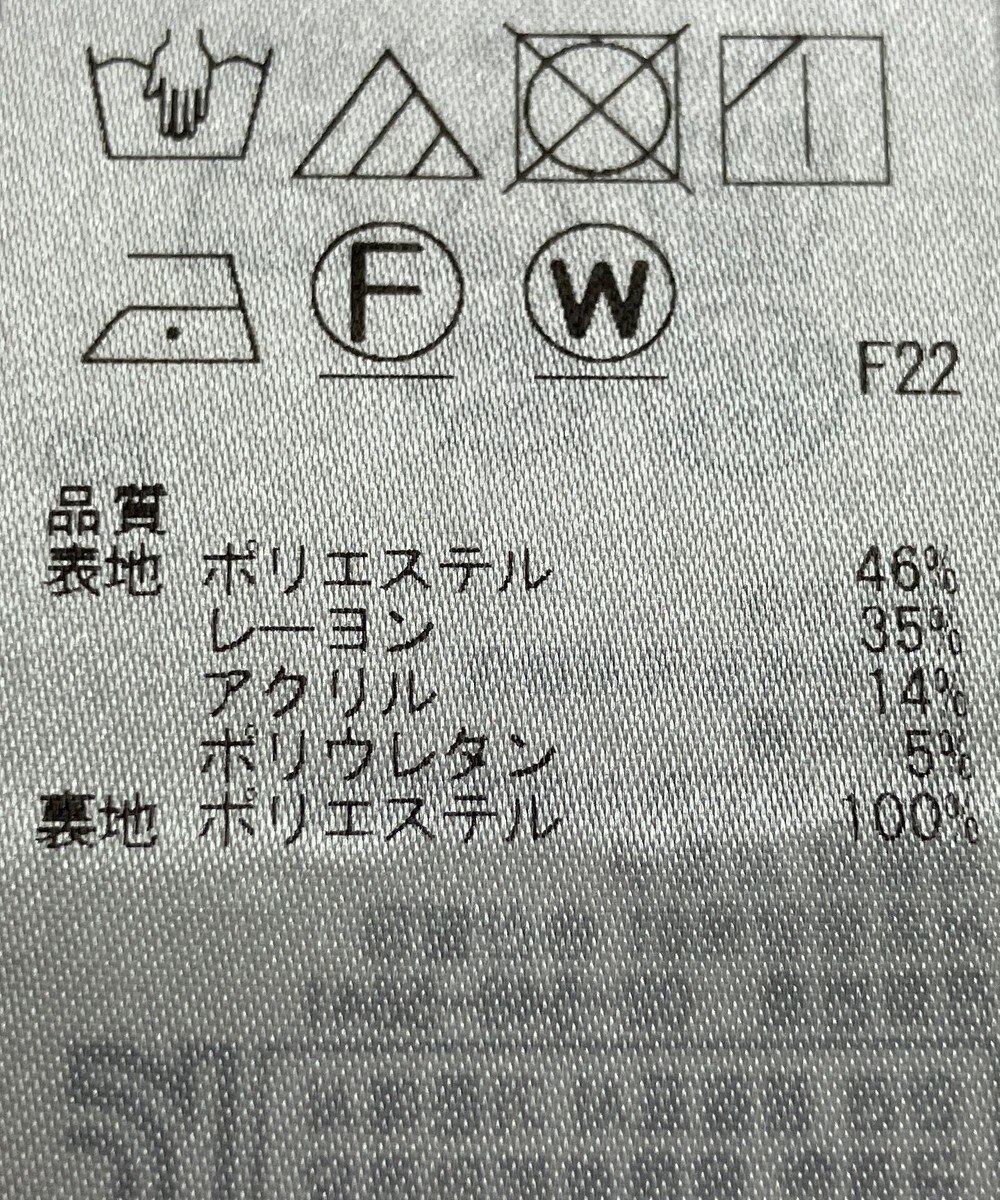 F W
F22
品質
表地 ポリエステル 46%
レーヨン 35%
アクリル 14%
ポリウレタン 5%
裏地 ポリエステル 100%